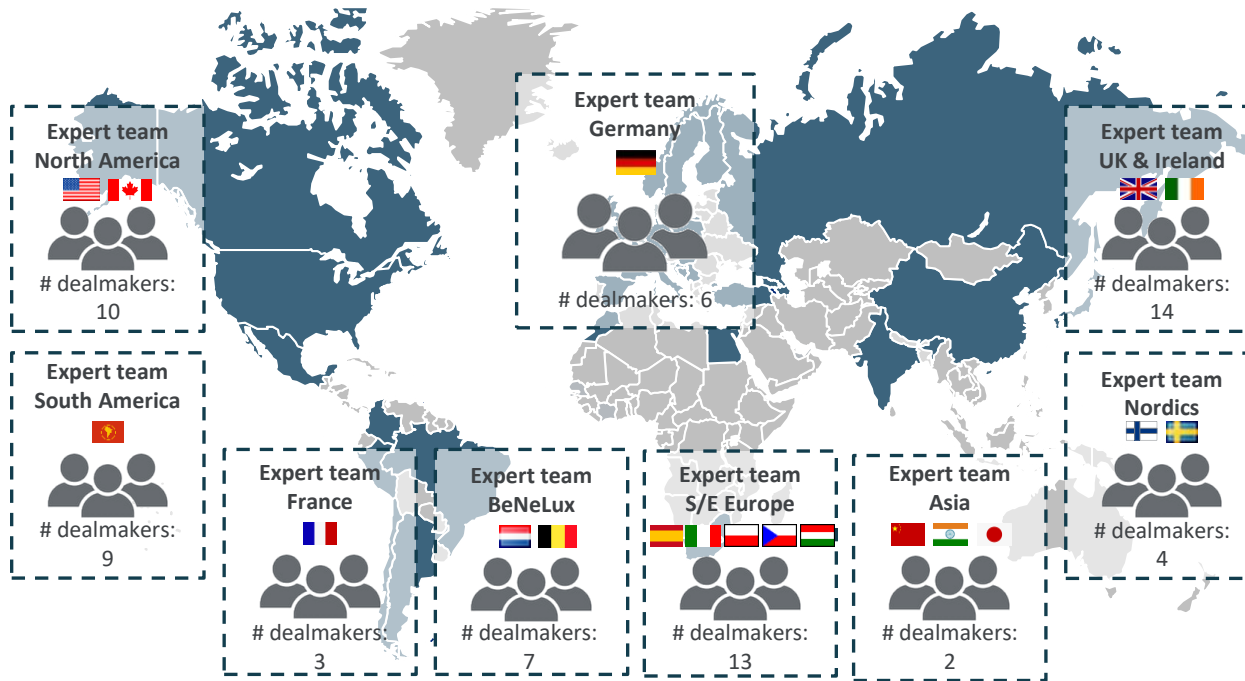 Expert team
North America
# dealmakers:
10
Expert team
Germany
# dealmakers: 6
Expert team
UK & Ireland
# dealmakers:
14
Expert team
South America
# dealmakers:
9
Expert team
France
# dealmakers:
3
Expert team
BeNeLux
# dealmakers:
7
Expert team
S/E Europe
# dealmakers:
13
Expert team
Asia
# dealmakers:
2
Expert team
Nordics
# dealmakers:
4